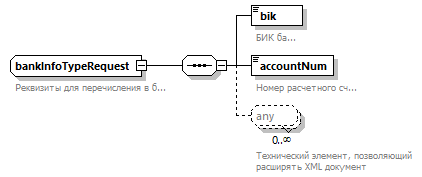 bik
БИК ба...
bankInfoTypeRequest
Реквизиты для перечисления в б...
accountNum
Номер расчетного сч...
any
0..∞
Технический элемент, позволяющий
расширять XML документ